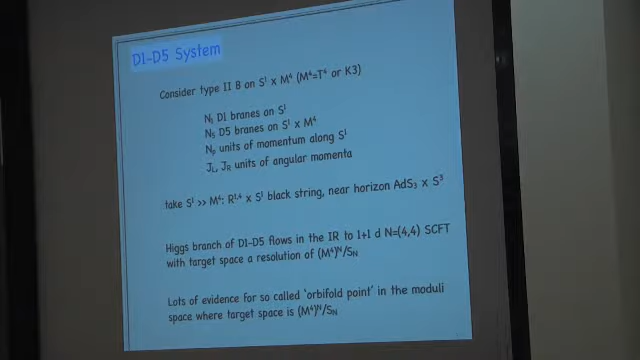 D1-D5 System
Consider type II B on S¹ x M⁴ (M⁴=T⁴ or K3)
N₁ D1 branes on S¹
N₅ D5 branes on S¹ x M⁴
Nₚ units of momentum along S¹
J_L, J_R units of angular momenta
take S¹ >> M⁴: R¹,⁴ x S¹ black string, near horizon AdS₃ x S³
Higgs branch of D1-D5 flows in the IR to 1+1 d N=(4,4) SCFT
with target space a resolution of (M⁴)ᴺ/S_N
Lots of evidence for so called 'orbifold point' in the moduli
space where target space is (M⁴)ᴺ/S_N